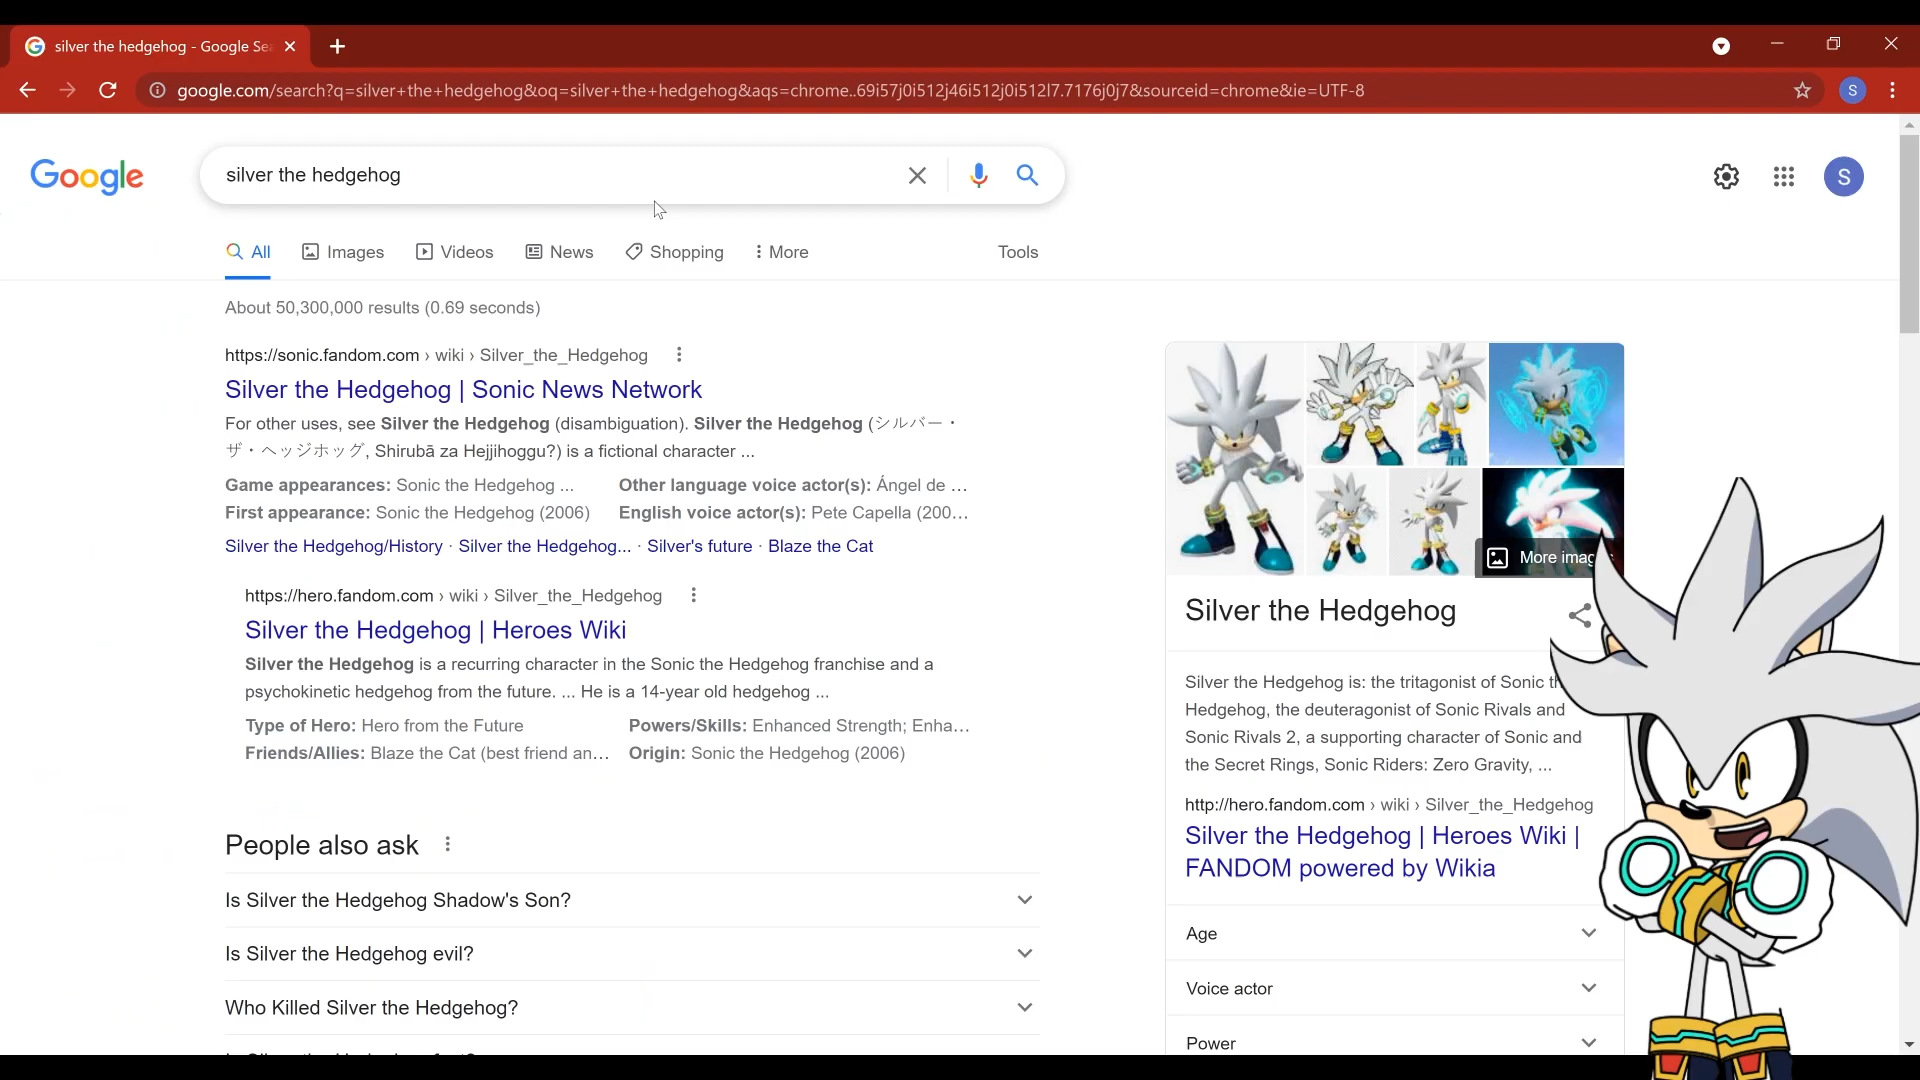 silver the hedgehog - Google Sea
google.com/search?q=silver+the+hedgehog&oq=silver+the+hedgehog&aqs=chrome..69i57j0i512j46i512j0i512l7.7176j0j7&sourceid=chrome&ie=UTF-8
S
Google
silver the hedgehog
S
All
Images
Videos
News
Shopping
More
Tools
About 50,300,000 results (0.69 seconds)
https://sonic.fandom.com › wiki › Silver_the_Hedgehog
Silver the Hedgehog | Sonic News Network
For other uses, see Silver the Hedgehog (disambiguation). Silver the Hedgehog (シルバー・
ザ・ヘッジホッグ, Shirubā za Hejjihoggu?) is a fictional character ...
Game appearances: Sonic the Hedgehog ...
Other language voice actor(s): Ángel de ...
First appearance: Sonic the Hedgehog (2006)
English voice actor(s): Pete Capella (200...
Silver the Hedgehog/History · Silver the Hedgehog... · Silver's future · Blaze the Cat
https://hero.fandom.com › wiki › Silver_the_Hedgehog
Silver the Hedgehog | Heroes Wiki
Silver the Hedgehog is a recurring character in the Sonic the Hedgehog franchise and a
psychokinetic hedgehog from the future. ... He is a 14-year old hedgehog ...
Type of Hero: Hero from the Future
Powers/Skills: Enhanced Strength; Enha...
Friends/Allies: Blaze the Cat (best friend an...
Origin: Sonic the Hedgehog (2006)
People also ask
Is Silver the Hedgehog Shadow's Son?
Is Silver the Hedgehog evil?
Who Killed Silver the Hedgehog?
More imag
Silver the Hedgehog
Silver the Hedgehog is: the tritagonist of Sonic th
Hedgehog, the deuteragonist of Sonic Rivals and
Sonic Rivals 2, a supporting character of Sonic and
the Secret Rings, Sonic Riders: Zero Gravity, ...
http://hero.fandom.com › wiki › Silver_the_Hedgehog
Silver the Hedgehog | Heroes Wiki |
FANDOM powered by Wikia
Age
Voice actor
Power